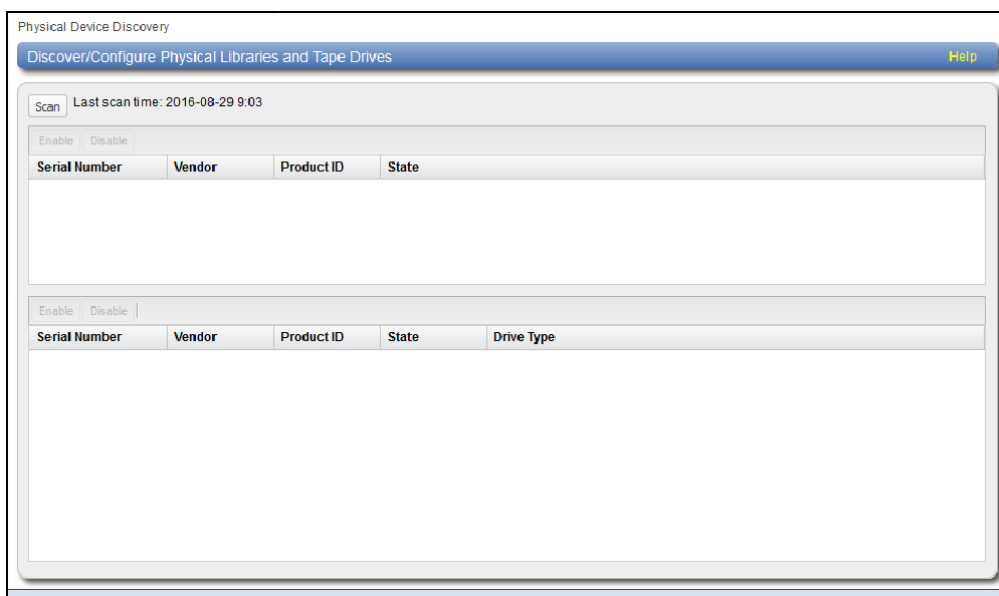 Physical Device Discovery
Discover/Configure Physical Libraries and Tape Drives Help
Scan Last scan time: 2016-08-29 9:03
Enable Disable
Serial Number Vendor Product ID State
Enable Disable
Serial Number Vendor Product ID State Drive Type